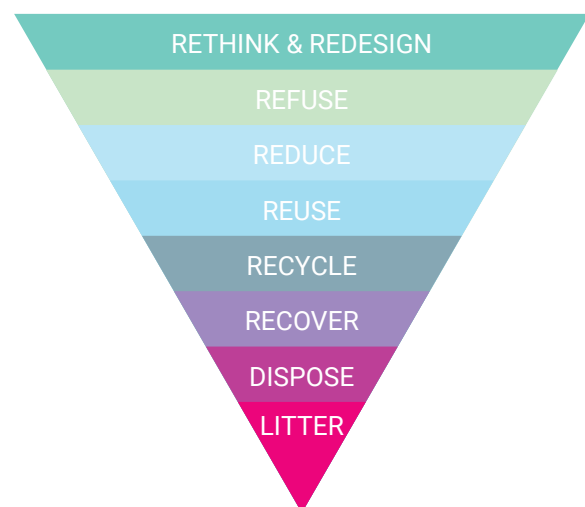 RETHINK & REDESIGN
REFUSE
REDUCE
REUSE
RECYCLE
RECOVER
DISPOSE
LITTER